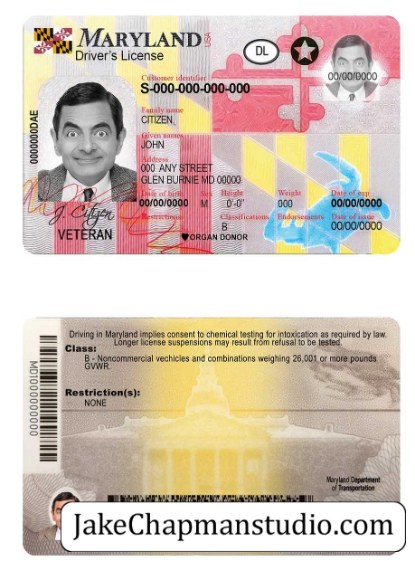 MARYLAND USA
Driver's License
DL
00/00/0000
Customer identifier
S-000-000-000-000
Family name
CITIZEN,
Given names
JOHN
Address
000 ANY STREET
GLEN BURNIE MD 00000
Date of birth Sex Height Weight Date of exp
00/00/0000 M 0'-0" 000 00/00/0000
Restrictions Classifications Endorsements Date of issue
B 00/00/0000
J. Citizen
VETERAN
ORGAN DONOR
0000000DAE
Driving in Maryland implies consent to chemical testing for intoxication as required by law.
Longer license suspensions may result from refusal to be tested.
Class:
B - Noncommercial vechicles and combinations weighing 26,001 or more pounds
GVWR.
Restriction(s):
NONE
MD10000000000
Maryland Department
of Transportation
JakeChapmanstudio.com